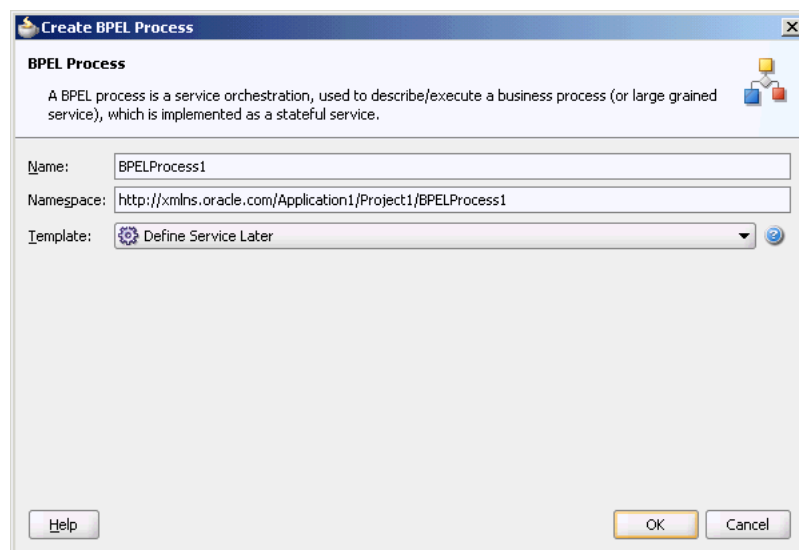 Create BPEL Process
BPEL Process
A BPEL process is a service orchestration, used to describe/execute a business process (or large grained
service), which is implemented as a stateful service.
Name: BPELProcess1
Namespace: http://xmlns.oracle.com/Application1/Project1/BPELProcess1
Template: Define Service Later
Help OK Cancel